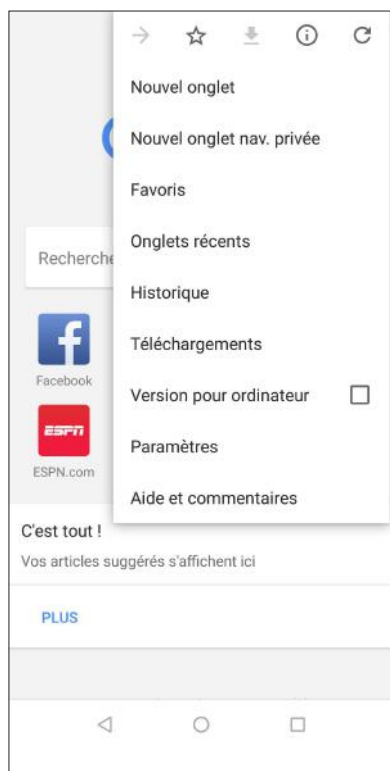 Nouvel onglet
Nouvel onglet nav. privée
Favoris
Onglets récents
Recherche
Historique
Téléchargements
Facebook
Version pour ordinateur
ESPN
Paramètres
ESPN.com
Aide et commentaires
C'est tout !
Vos articles suggérés s'affichent ici
PLUS